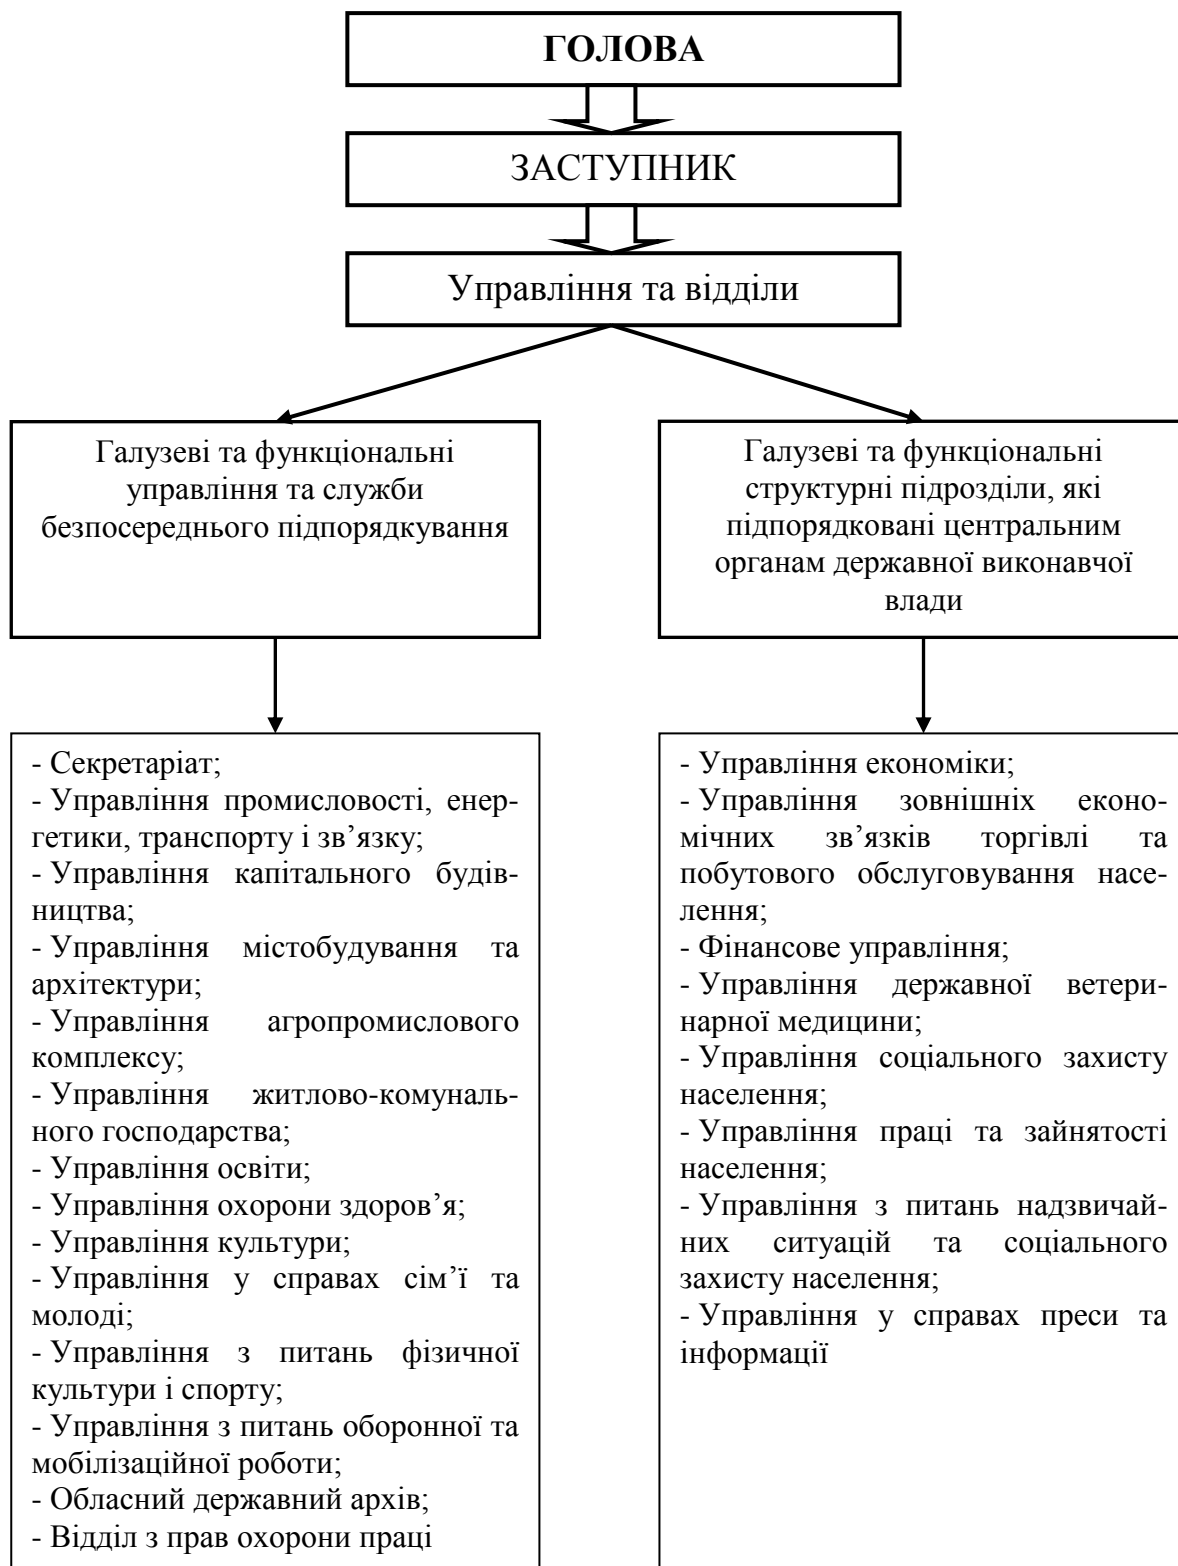 ГОЛОВА
ЗАСТУПНИК
Управління та відділи
Галузеві та функціональні
управління та служби
безпосереднього підпорядкування
Галузеві та функціональні
структурні підрозділи, які
підпорядковані центральним
органам державної виконавчої
влади
- Секретаріат;
- Управління промисловості, енер-
гетики, транспорту і зв’язку;
- Управління капітального будів-
ництва;
- Управління містобудування та
архітектури;
- Управління агропромислового
комплексу;
- Управління житлово-комуналь-
ного господарства;
- Управління освіти;
- Управління охорони здоров’я;
- Управління культури;
- Управління у справах сім’ї та
молоді;
- Управління з питань фізичної
культури і спорту;
- Управління з питань оборонної та
мобілізаційної роботи;
- Обласний державний архів;
- Відділ з прав охорони праці
- Управління економіки;
- Управління зовнішніх еконо-
мічних зв’язків торгівлі та
побутового обслуговування насе-
лення;
- Фінансове управління;
- Управління державної ветери-
нарної медицини;
- Управління соціального захисту
населення;
- Управління праці та зайнятості
населення;
- Управління з питань надзвичай-
них ситуацій та соціального
захисту населення;
- Управління у справах преси та
інформації